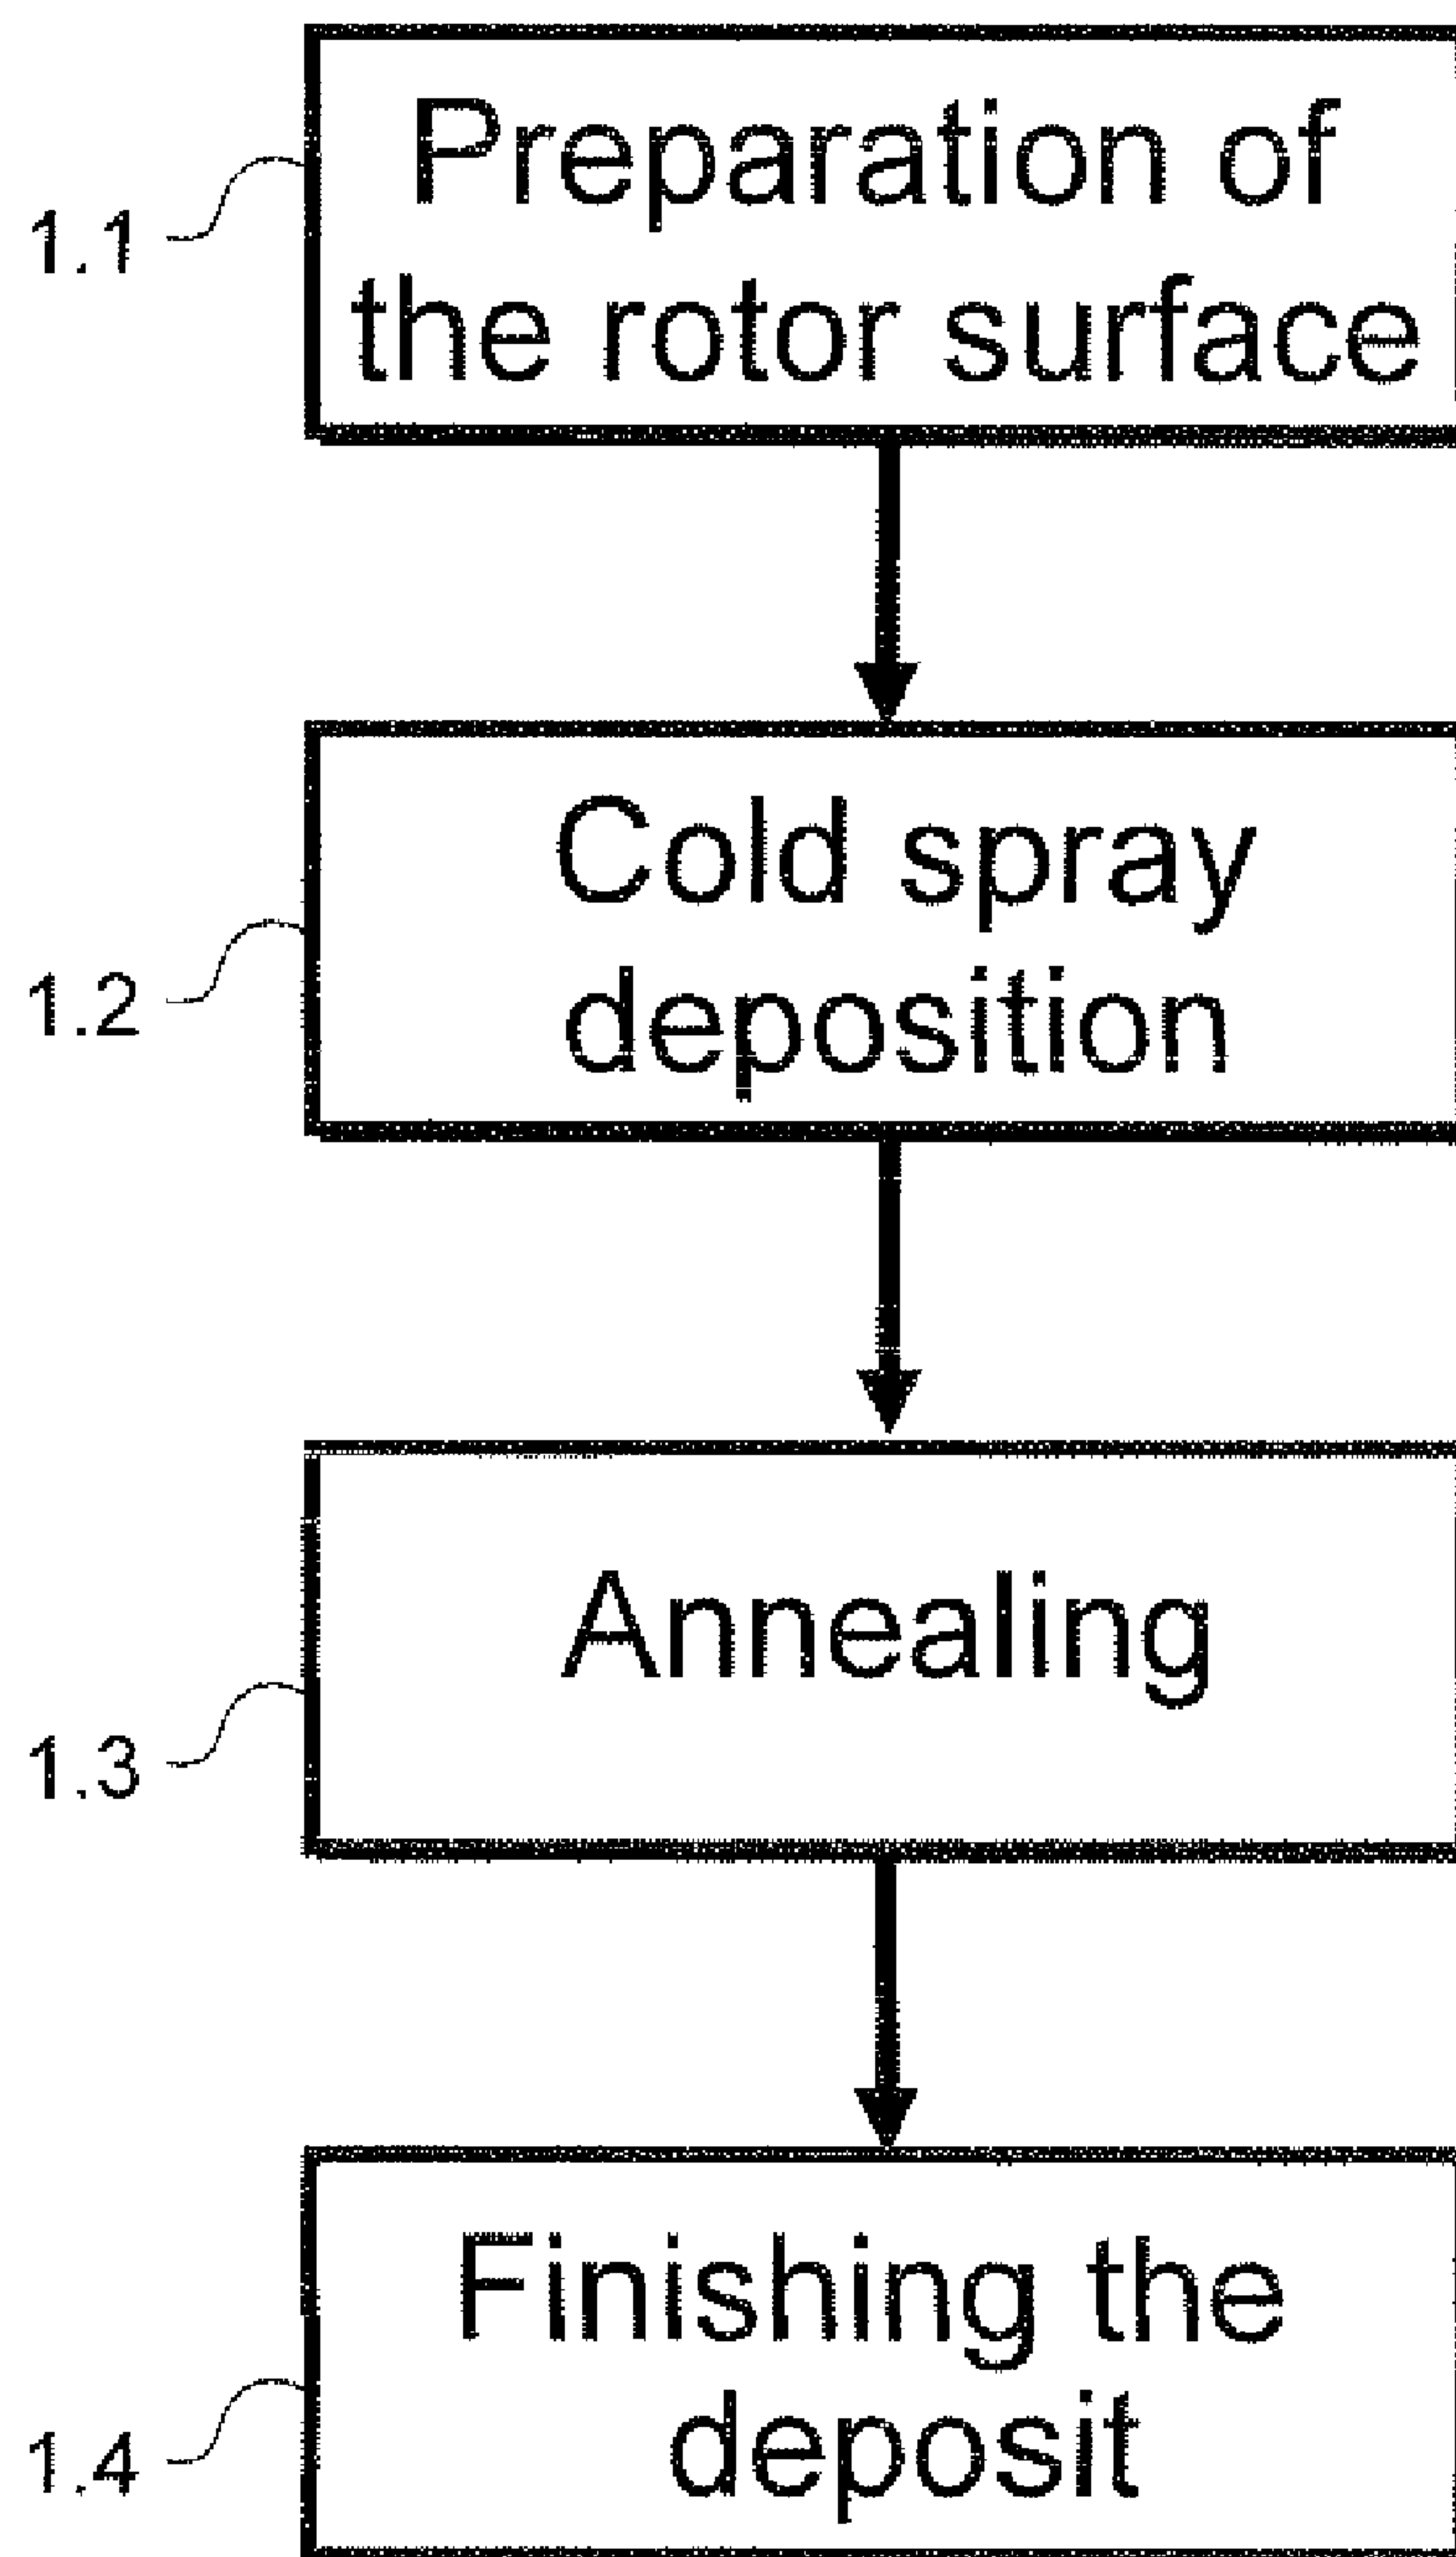 1.1
Preparation of
the rotor surface
1.2
Cold spray
deposition
1.3
Annealing
1.4
Finishing the
deposit